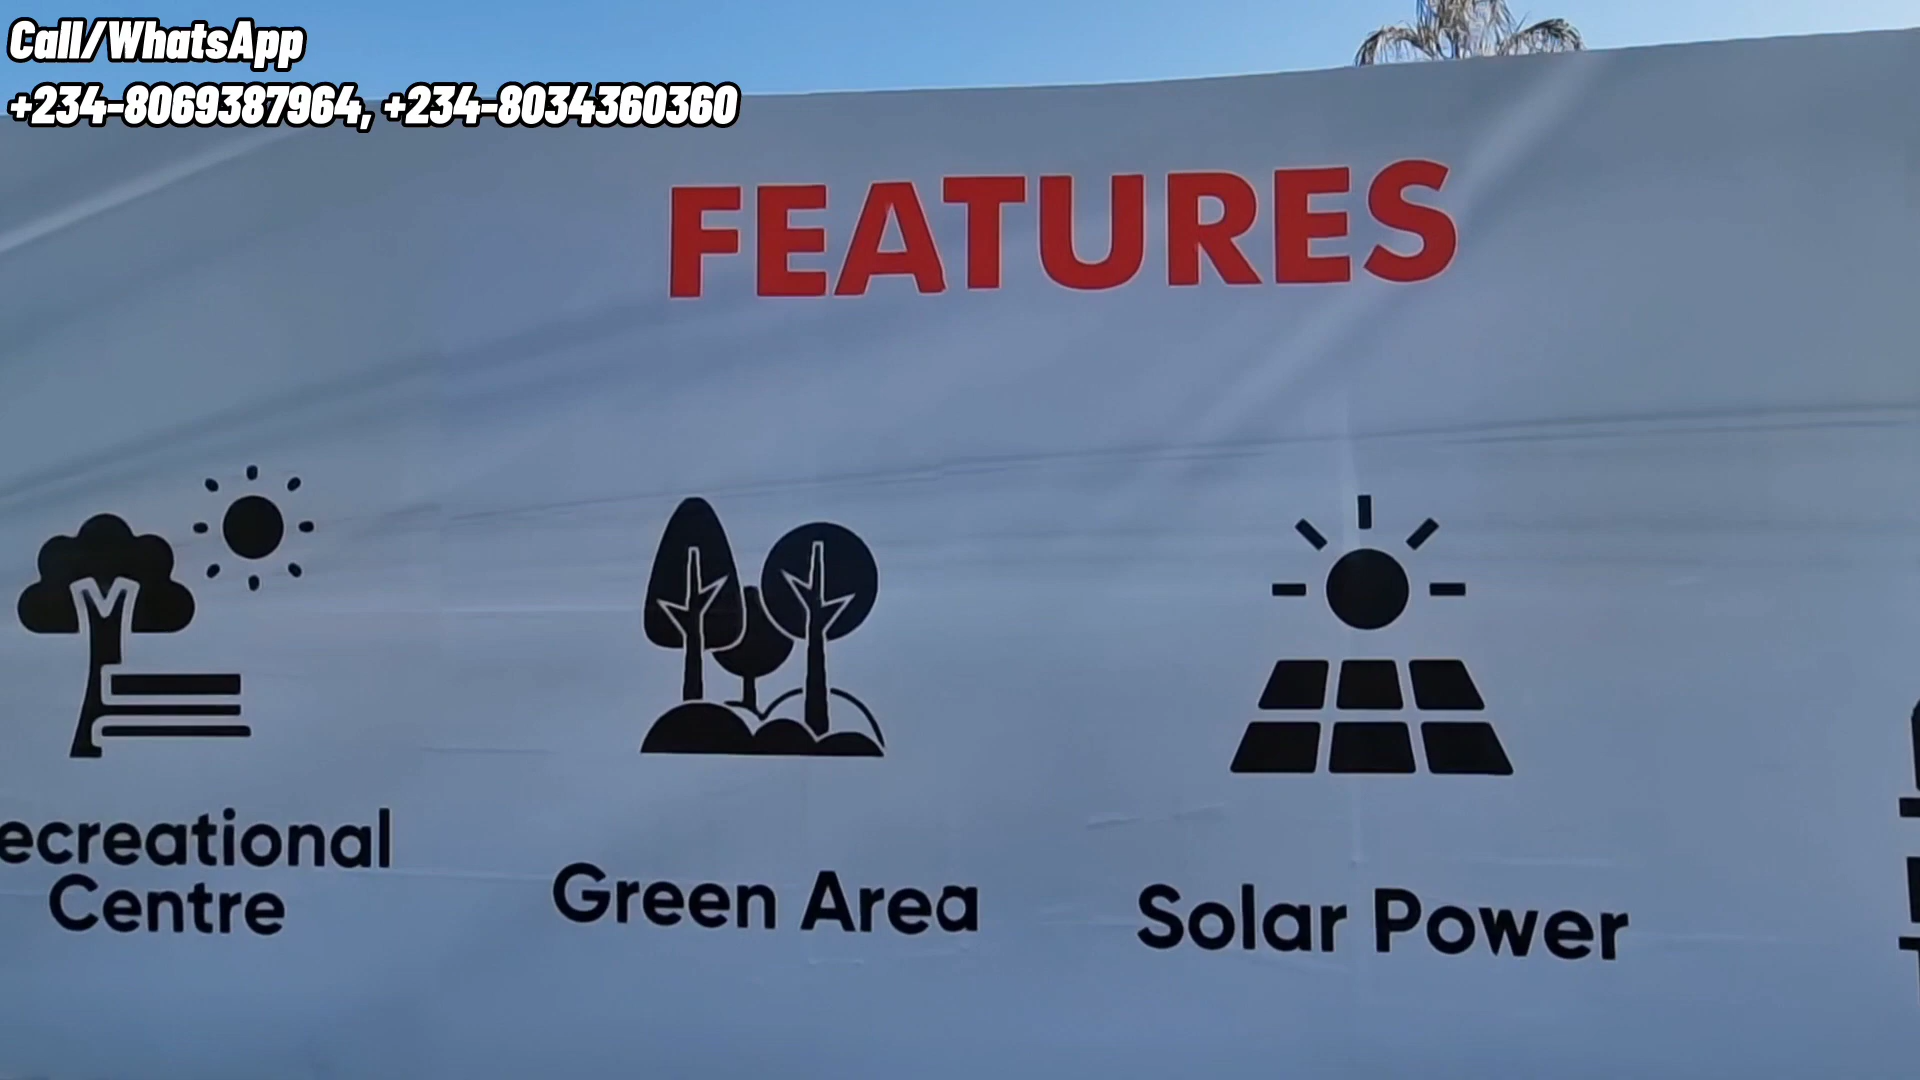 Call/WhatsApp
+234-8069387964, +234-8034360360
FEATURES
ecreational
Centre
Green Area
Solar Power